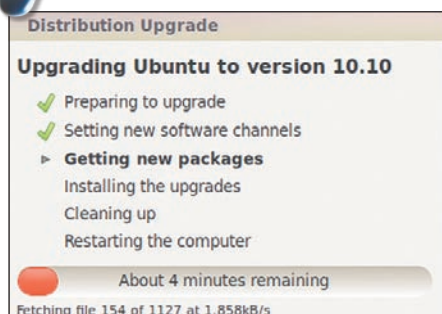 Distribution Upgrade
Upgrading Ubuntu to version 10.10
Preparing to upgrade
Setting new software channels
Getting new packages
Installing the upgrades
Cleaning up
Restarting the computer
About 4 minutes remaining
Fetching file 154 of 1127 at 1.858kB/s